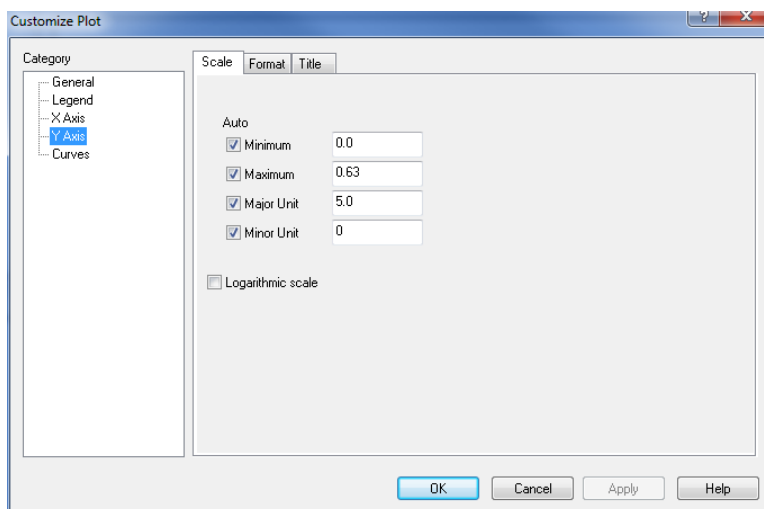 Customize Plot
? X
Category
General
Legend
X Axis
Y Axis
Curves
Scale Format Title
Auto
Minimum 0.0
Maximum 0.63
Major Unit 5.0
Minor Unit 0
Logarithmic scale
OK Cancel Apply Help